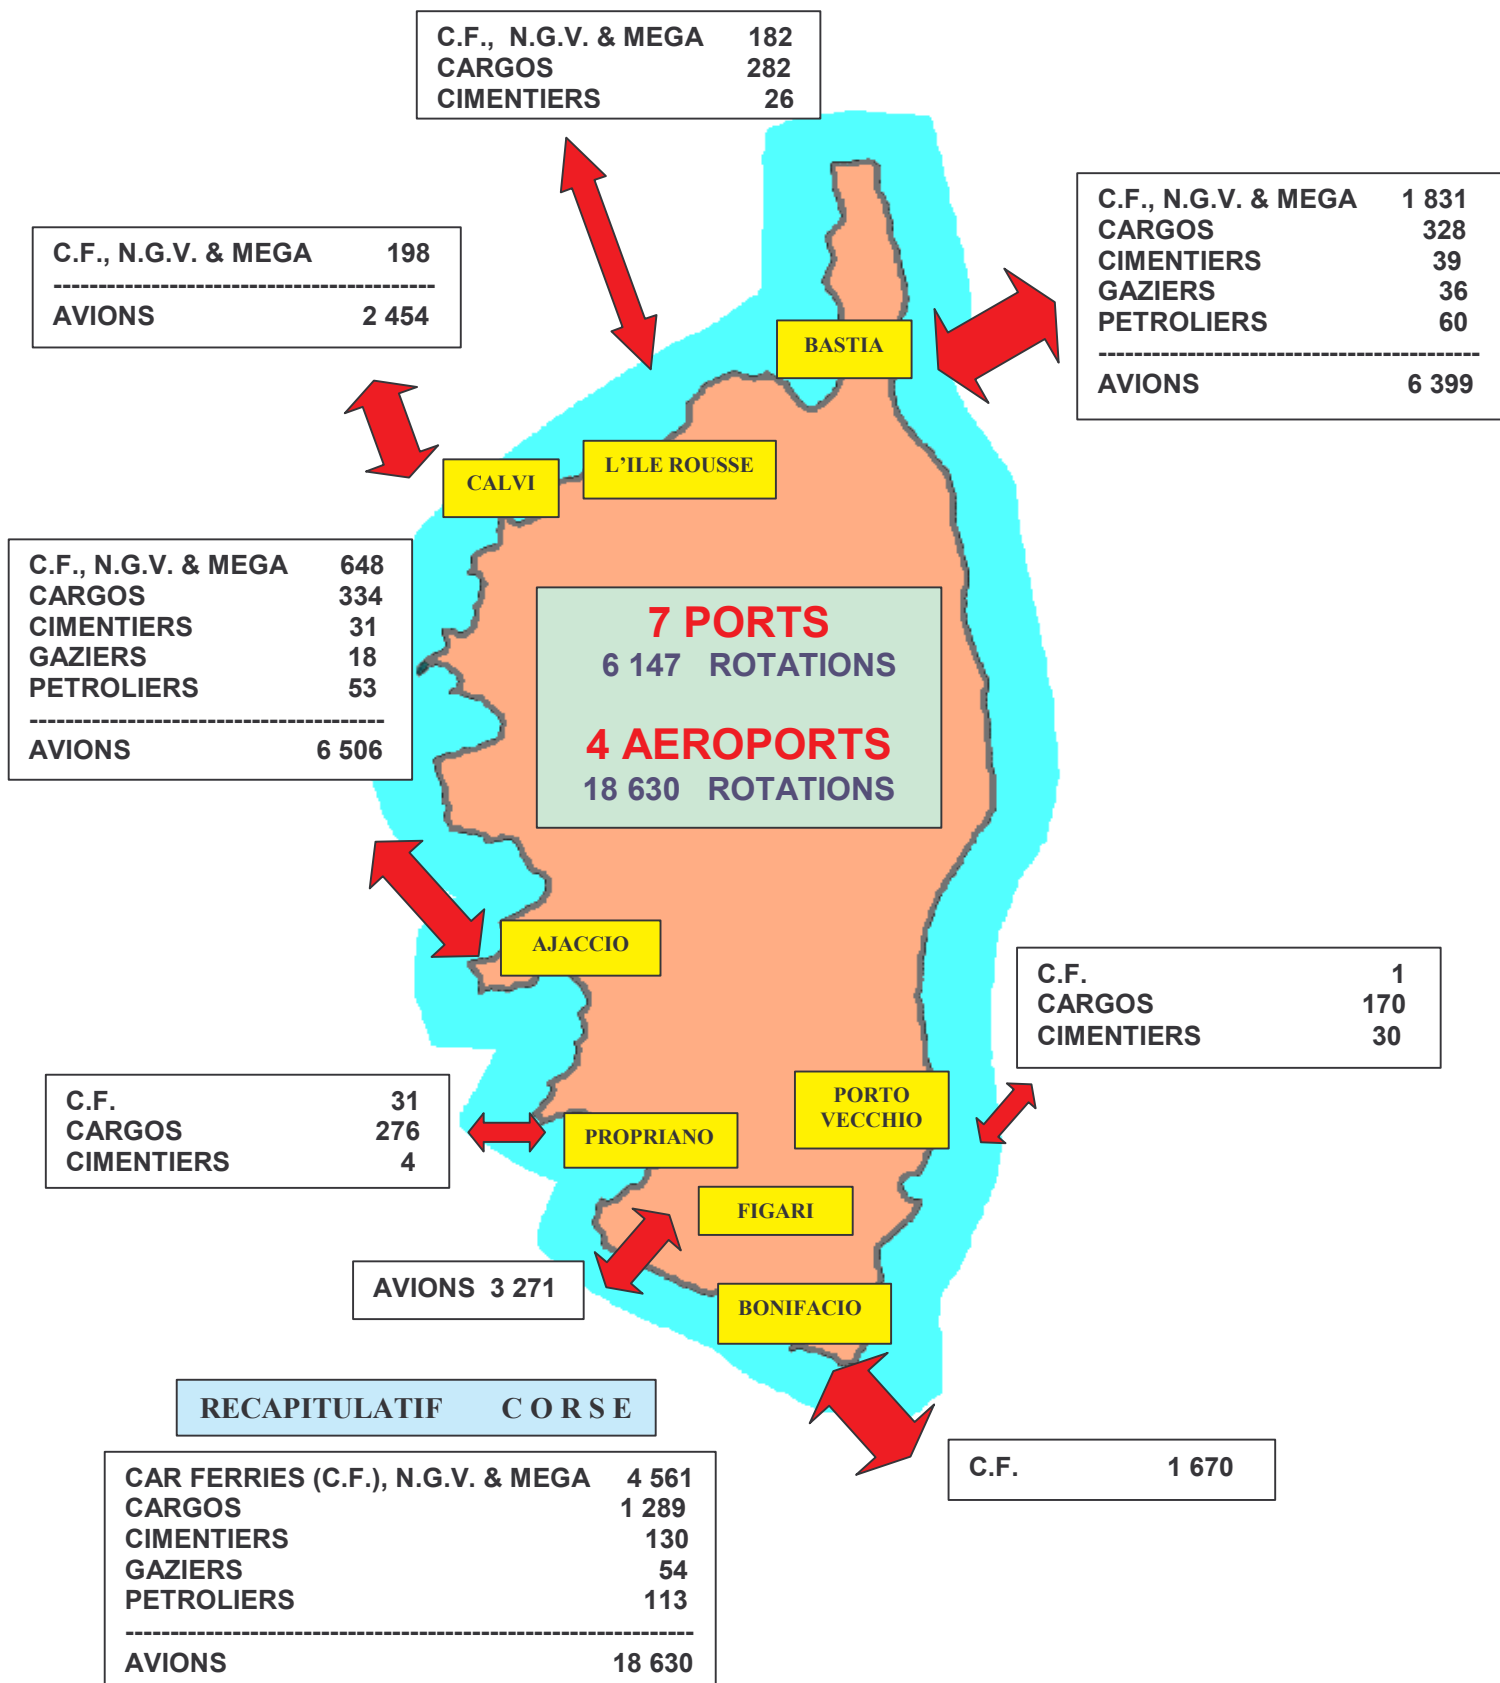 C.F., N.G.V. & MEGA 182
CARGOS 282
CIMENTIERS 26
C.F., N.G.V. & MEGA 1 831
CARGOS 328
CIMENTIERS 39
GAZIERS 36
PETROLIERS 60
-------------------------------------------
AVIONS 6 399
C.F., N.G.V. & MEGA 198
-------------------------------------------
AVIONS 2 454
BASTIA
L'ILE ROUSSE
CALVI
C.F., N.G.V. & MEGA 648
CARGOS 334
CIMENTIERS 31
GAZIERS 18
PETROLIERS 53
----------------------------------------
AVIONS 6 506
7 PORTS
6 147 ROTATIONS
4 AEROPORTS
18 630 ROTATIONS
AJACCIO
C.F. 1
CARGOS 170
CIMENTIERS 30
C.F. 31
CARGOS 276
CIMENTIERS 4
PORTO
VECCHIO
PROPRIANO
FIGARI
AVIONS 3 271
BONIFACIO
RECAPITULATIF C O R S E
C.F. 1 670
CAR FERRIES (C.F.), N.G.V. & MEGA 4 561
CARGOS 1 289
CIMENTIERS 130
GAZIERS 54
PETROLIERS 113
----------------------------------------------------------------
AVIONS 18 630